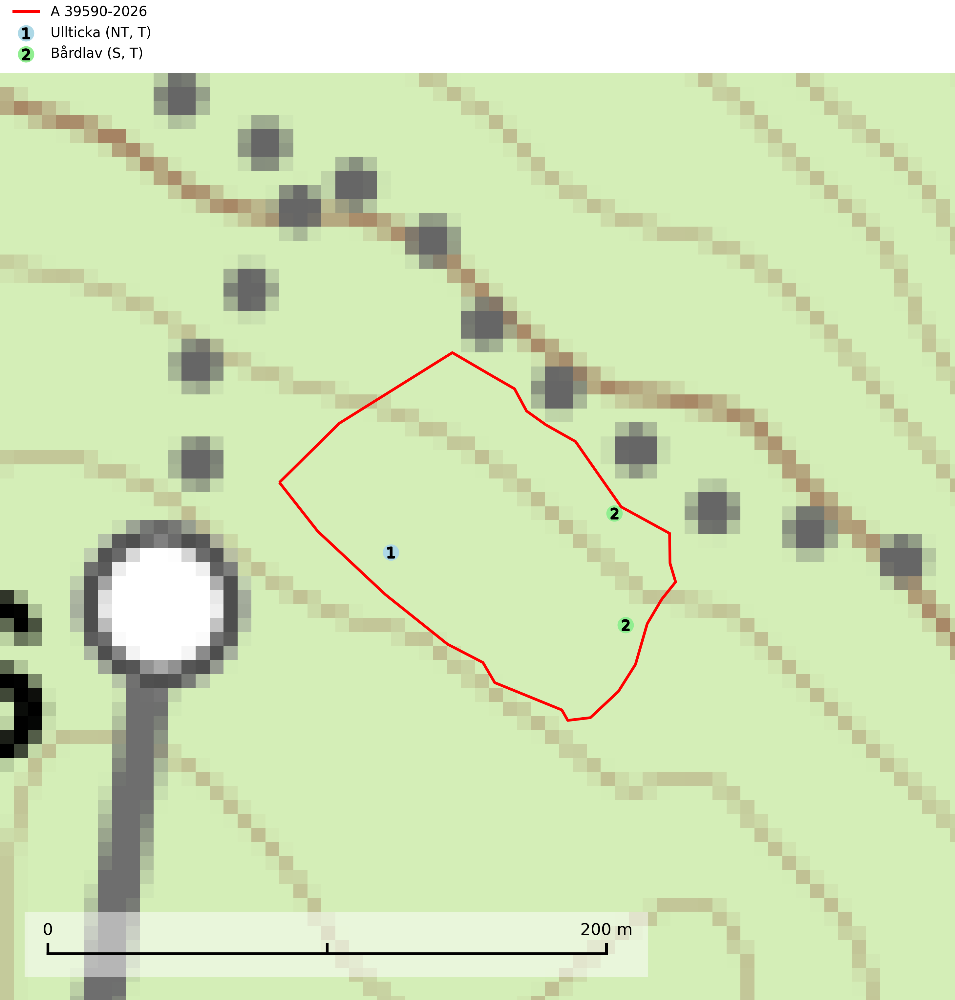 A 39590-2026
1 Ullticka (NT, T)
2 Bårdlav (S, T)
2
1
2
0 200 m